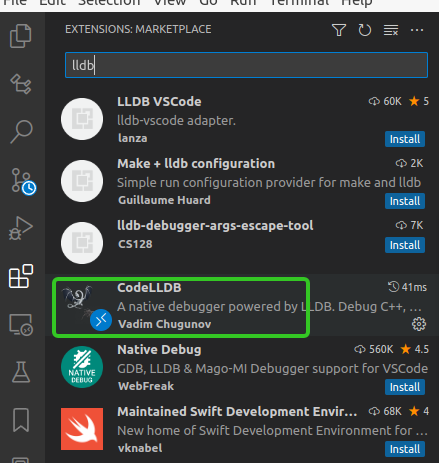 File Edit Selection View Go Run Terminal Help
EXTENSIONS: MARKETPLACE
lldb
LLDB VSCode
60K
5
lldb-vscode adapter.
lanza
Install
Make + lldb configuration
2K
Simple run configuration provider for make and lldb
Guillaume Huard
Install
lldb-debugger-args-escape-tool
7K
CS128
Install
CodeLLDB
41ms
A native debugger powered by LLDB. Debug C++, ...
Vadim Chugunov
Native Debug
560K
4.5
NATIVE
DEBUG
GDB, LLDB & Mago-MI Debugger support for VSCode
WebFreak
Install
Maintained Swift Development Envir...
68K
4
New home of Swift Development Environment for ...
vknabel
Install